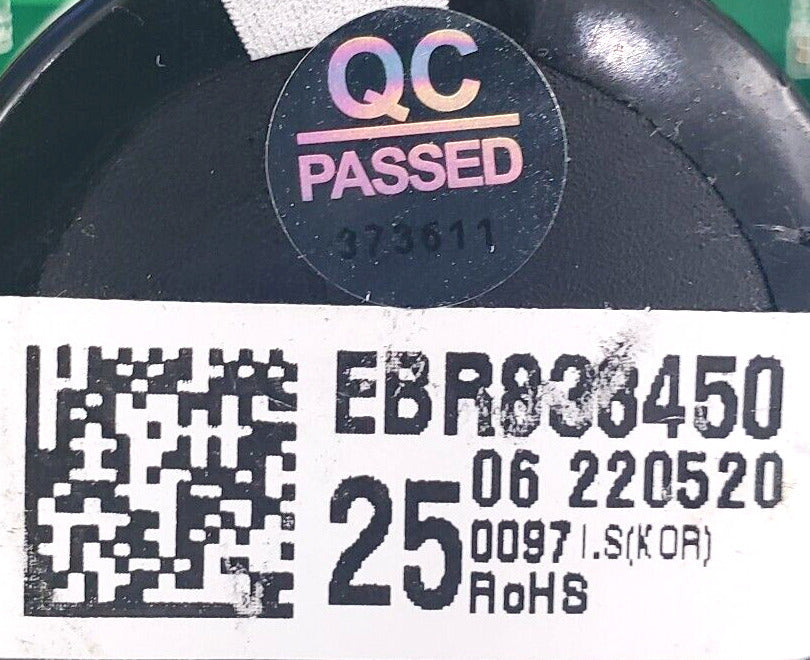 QC
PASSED
373611
EBR838450
25
06 220520
0097 I.S(KOR)
RoHS